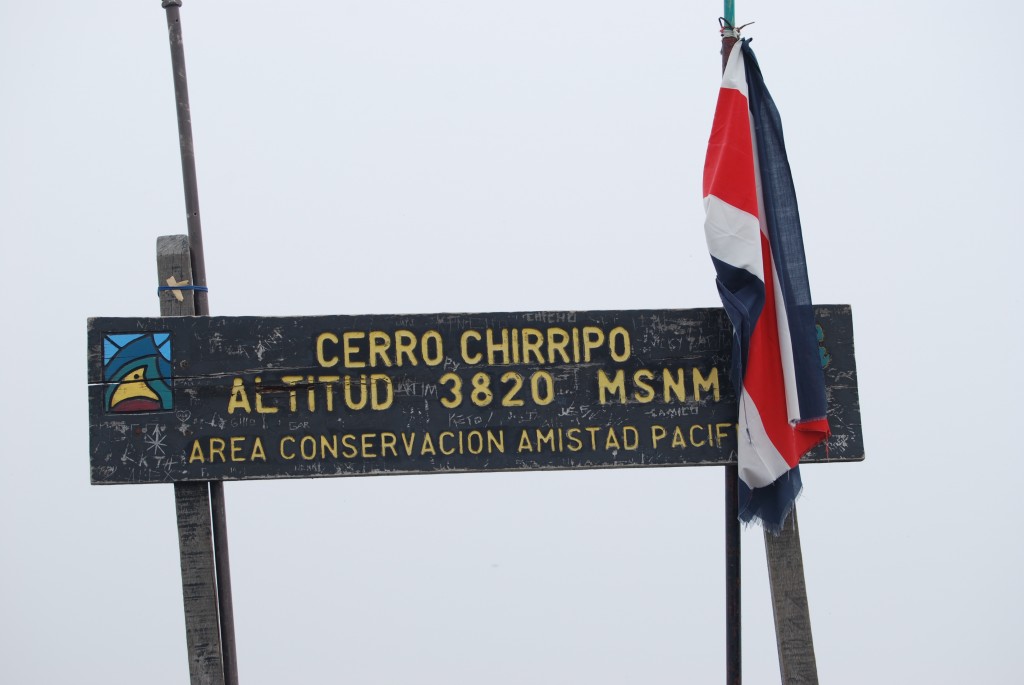 CERRO CHIRRIPO
ALTITUD 3820 MSNM
AREA CONSERVACION AMISTAD PACIF